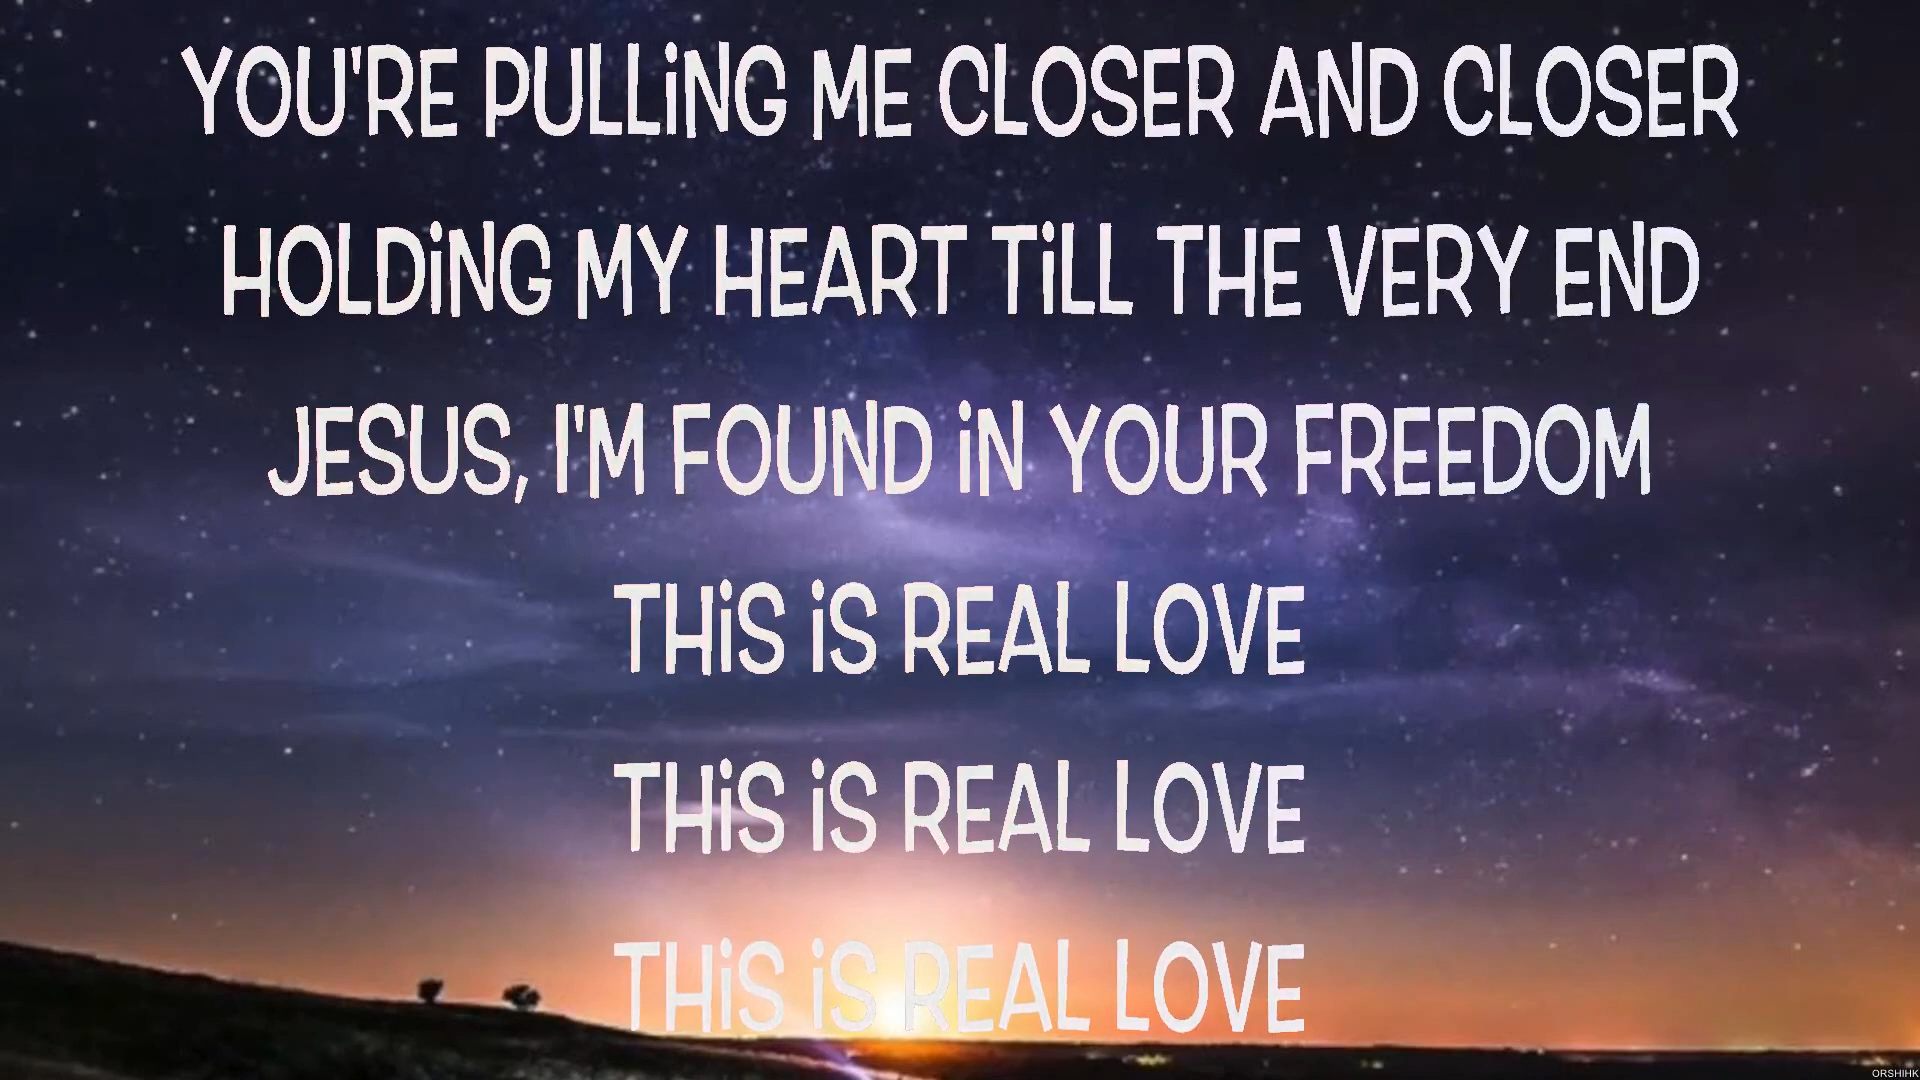 YOU'RE PULLiNG ME CLOSER AND CLOSER
HOLDiNG MY HEART TiLL THE VERY END
JESUS, I'M FOUND iN YOUR FREEDOM
THiS iS REAL LOVE
THiS iS REAL LOVE
THiS iS REAL LOVE
ORSHIHK